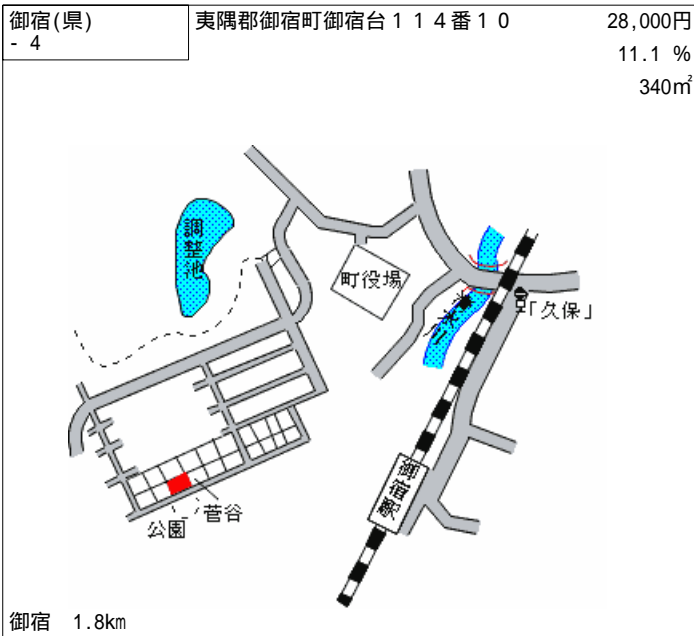 御宿(県)
- 4
夷隅郡御宿町御宿台１１４番１０
28,000円
11.1 %
340㎡
調整池
町役場
「久保」
御宿駅
菅谷
公園
御宿 1.8km